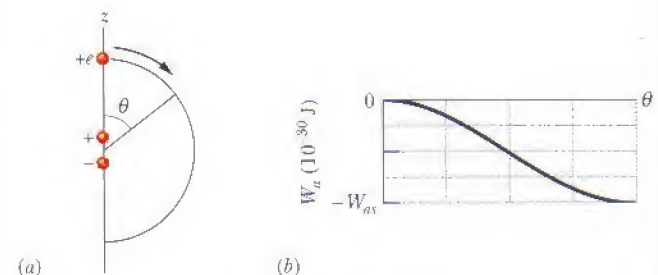 z
+e
θ
+
−
(a)
0
θ
W_a (10^−30 J)
−W_as
(b)